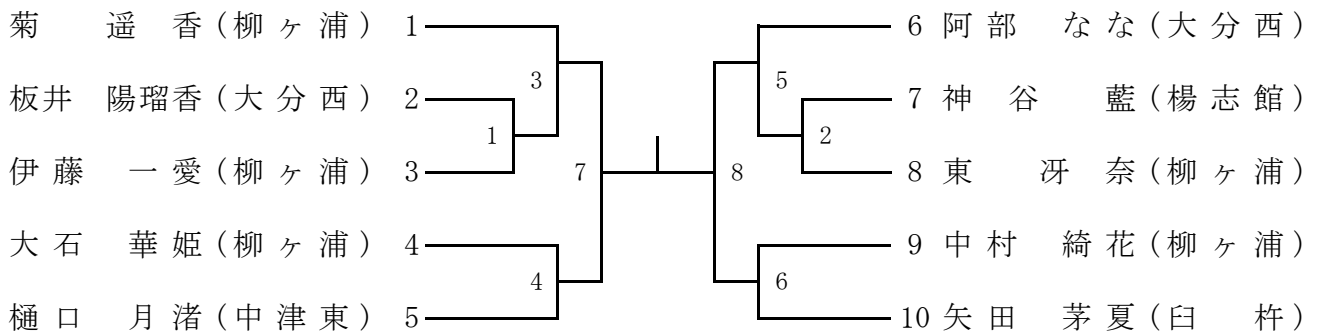 菊 遥 香 (柳 ヶ 浦) 1
6 阿 部 な な (大 分 西)
3
5
板井 陽瑠香 (大 分 西) 2
7 神 谷 藍 (楊 志 館)
1
2
伊 藤 一 愛 (柳 ヶ 浦) 3
7
8
8 東 冴 奈 (柳 ヶ 浦)
大 石 華 姫 (柳 ヶ 浦) 4
9 中 村 綺 花 (柳 ヶ 浦)
4
6
樋 口 月 渚 (中 津 東) 5
10 矢 田 茅 夏 (臼 杵)